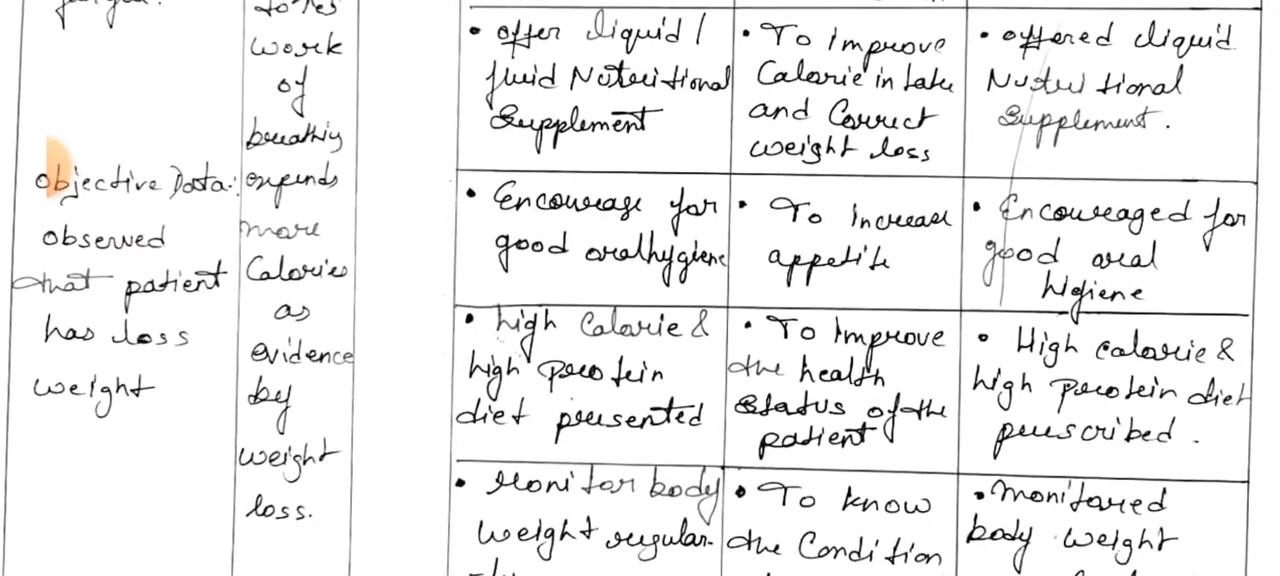 work
of
breathing
Objective Data:
expends
observed
more
that patient
Calories
has loss
as
weight
evidence
by
weight
loss.
• offer liquid /
fluid Nutritional
Supplement
• To improve
Calorie in take
and Correct
weight loss
• offered liquid
Nutritional
Supplement.
• Encourage for
good oralhygiene
• To increase
appetite
• Encouraged for
good oral
higiene
• high Calorie &
high protein
diet presented
• To Improve
the health
Status of the
patient
• High calorie &
high protein diet
prescribed.
• Monitor body
weight regular-
• To know
the Condition
• Monitored
body weight